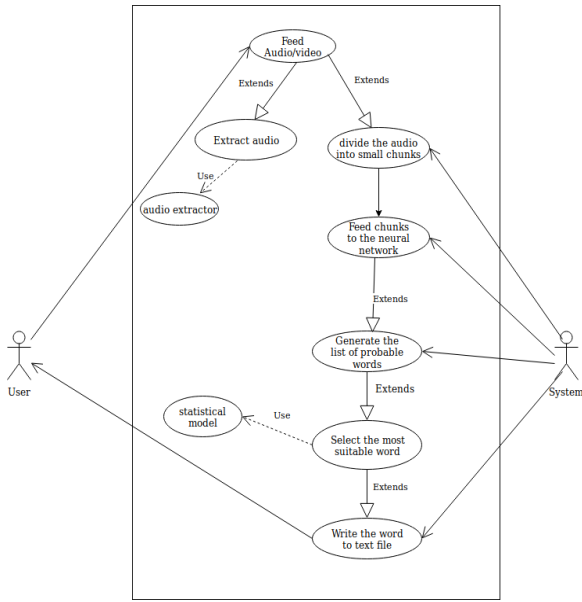 Feed
Audio/video
Extends
Extends
Extract audio
divide the audio
into small chunks
Use
audio extractor
Feed chunks
to the neural
network
Extends
Generate the
list of probable
words
User
System
Extends
statistical
model
Use
Select the most
suitable word
Extends
Write the word
to text file